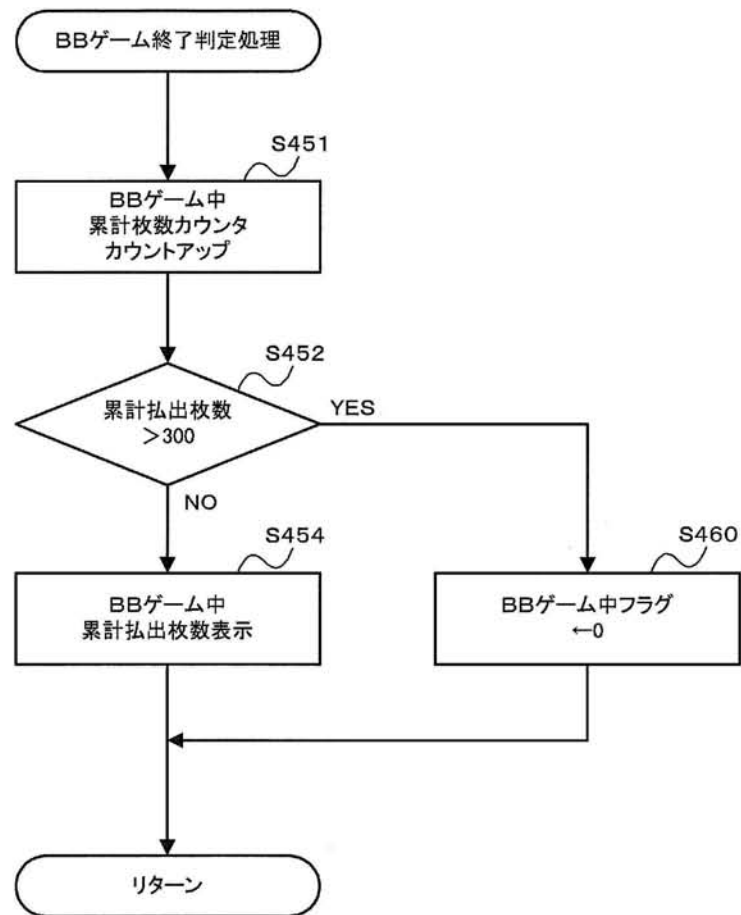 BBゲーム終了判定処理
S451
BBゲーム中
累計枚数カウンタ
カウントアップ
S452
累計払出枚数
＞300
YES
NO
S454
BBゲーム中
累計払出枚数表示
S460
BBゲーム中フラグ
←0
リターン